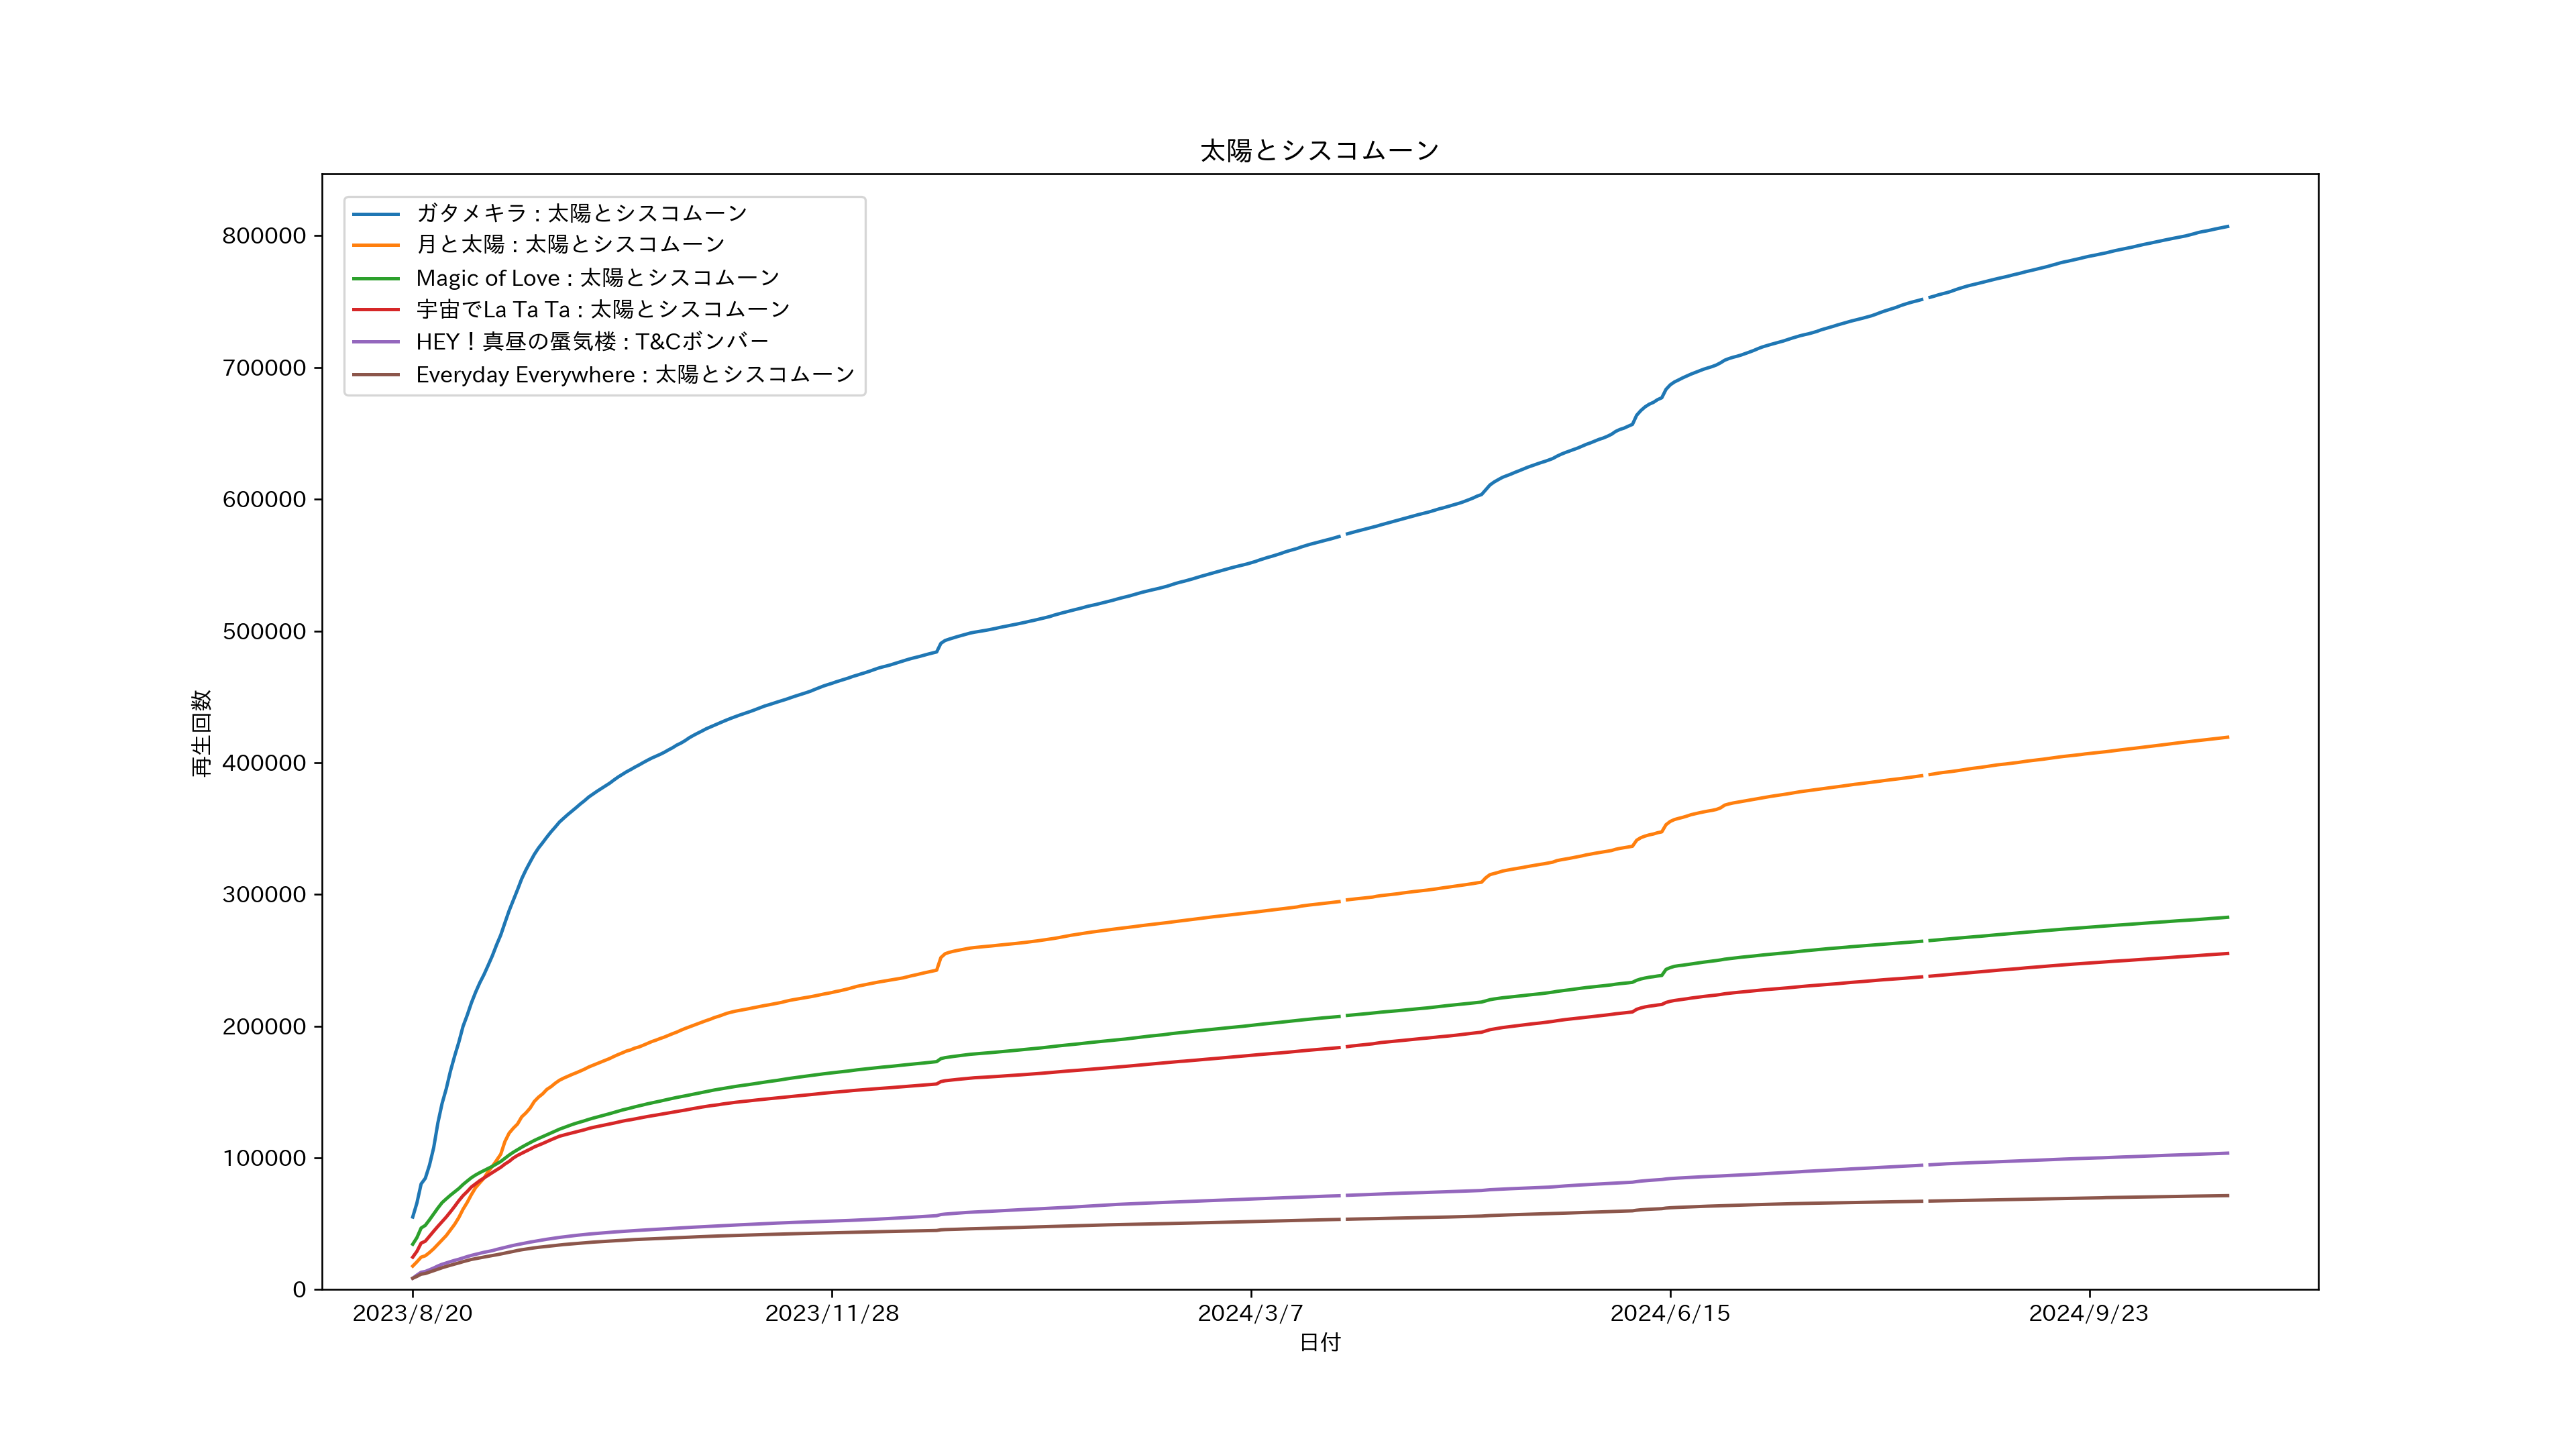 太陽とシスコムーン
ガタメキラ : 太陽とシスコムーン
月と太陽 : 太陽とシスコムーン
Magic of Love : 太陽とシスコムーン
宇宙でLa Ta Ta : 太陽とシスコムーン
HEY！真昼の蜃気楼 : T&Cボンバー
Everyday Everywhere : 太陽とシスコムーン
再生回数
800000
700000
600000
500000
400000
300000
200000
100000
0
2023/8/20 2023/11/28 2024/3/7 2024/6/15 2024/9/23
日付